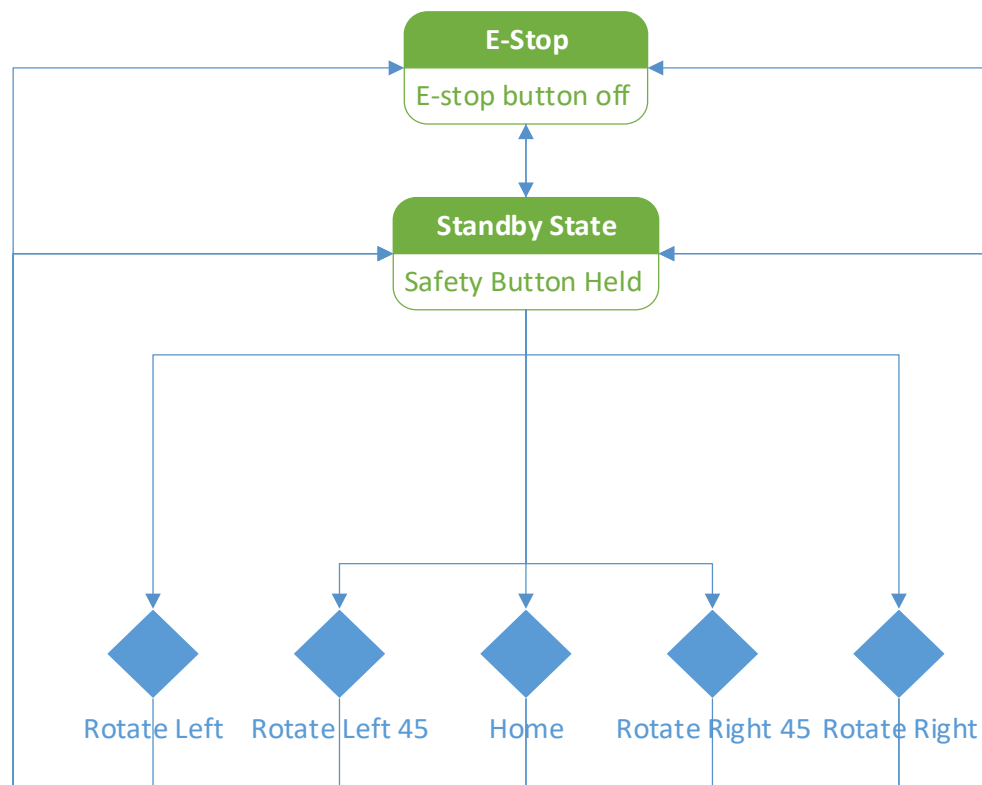 E-Stop
E-stop button off
Standby State
Safety Button Held
Rotate Left
Rotate Left 45
Home
Rotate Right 45
Rotate Right